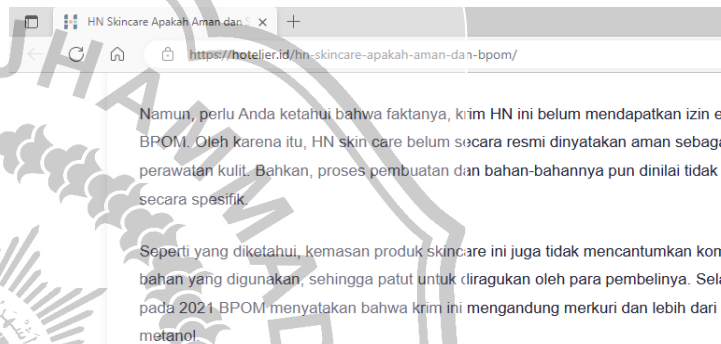 HN Skincare Apakah Aman dan S
https://hotelier.id/hn-skincare-apakah-aman-dan-bpom/
Namun, perlu Anda ketahui bahwa faktanya, krim HN ini belum mendapatkan izin e
BPOM. Oleh karena itu, HN skin care belum secara resmi dinyatakan aman sebaga
perawatan kulit. Bahkan, proses pembuatan dan bahan-bahannya pun dinilai tidak
secara spesifik.
Seperti yang diketahui, kemasan produk skincare ini juga tidak mencantumkan kom
bahan yang digunakan, sehingga patut untuk diragukan oleh para pembelinya. Sela
pada 2021 BPOM menyatakan bahwa krim ini mengandung merkuri dan lebih dari
metanol.